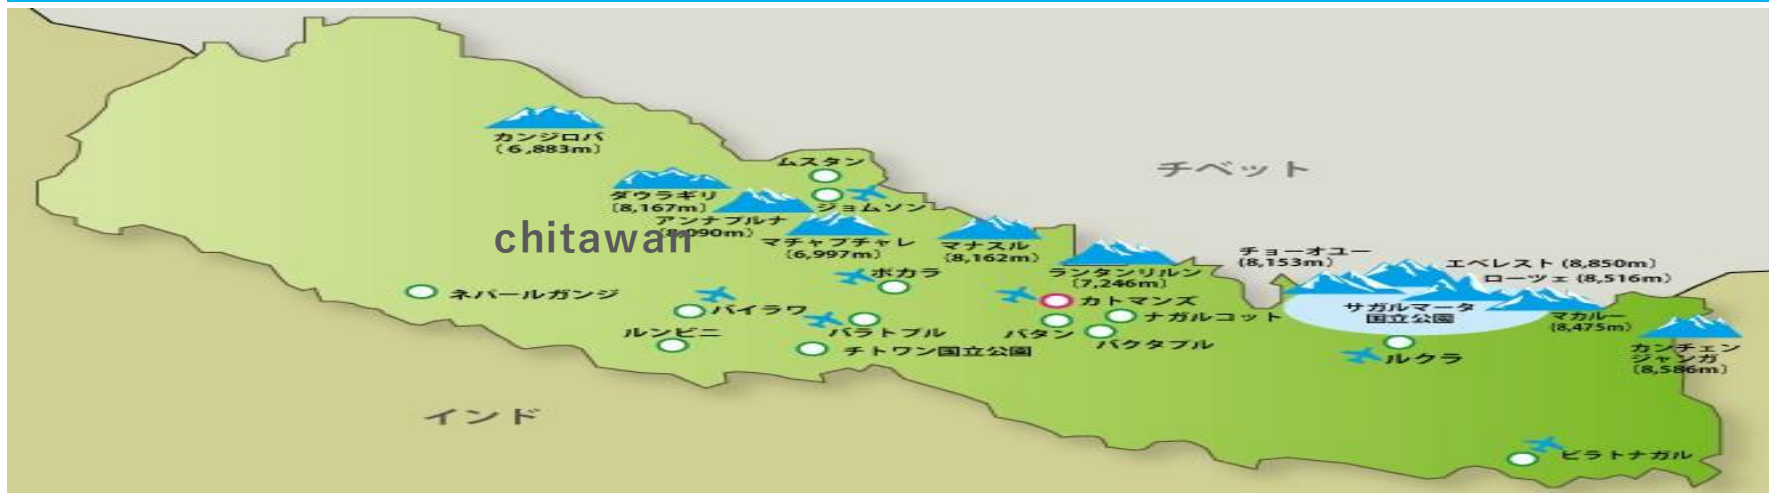 カンジロバ
(6,883m)
ムスタン
チベット
ダウラギリ
(8,167m)
ジョムソン
アンナプルナ
(8,090m)
chitawan
マチャプチャレ
(6,997m)
マナスル
(8,162m)
ランタンリルン
(7,246m)
チョーオユー
(8,153m)
エベレスト (8,850m)
ローツェ (8,516m)
ポカラ
ネパールガンジ
カトマンズ
サガルマータ
国立公園
マカルー
(8,475m)
バイラワ
ナガルコット
ルンビニ
バラトプル
パタン
バクタプル
チトワン国立公園
ルクラ
カンチェン
ジャンガ
(8,586m)
インド
ビラトナガル